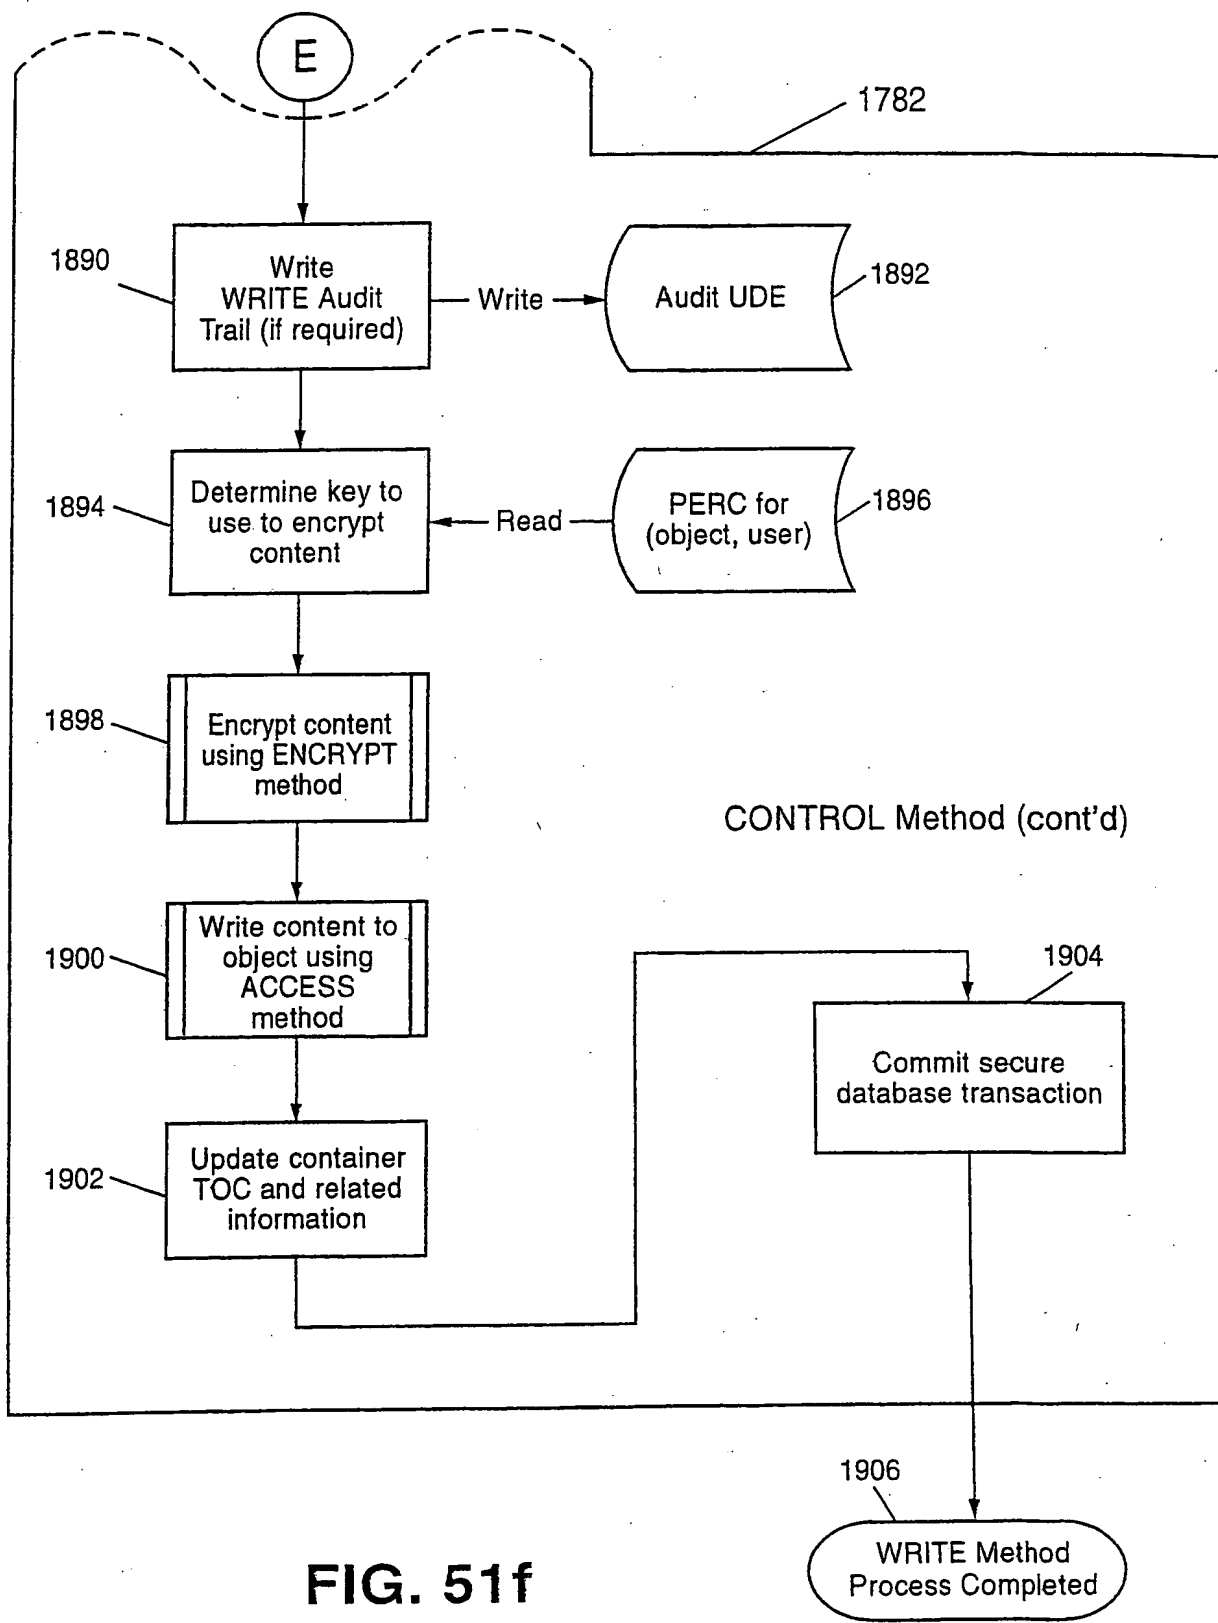 E
1782
1890
Write
WRITE Audit
Trail (if required)
Write
Audit UDE
1892
1894
Determine key to
use to encrypt
content
Read
PERC for
(object, user)
1896
1898
Encrypt content
using ENCRYPT
method
CONTROL Method (cont'd)
1900
Write content to
object using
ACCESS
method
1904
Commit secure
database transaction
1902
Update container
TOC and related
information
1906
WRITE Method
Process Completed
FIG. 51f